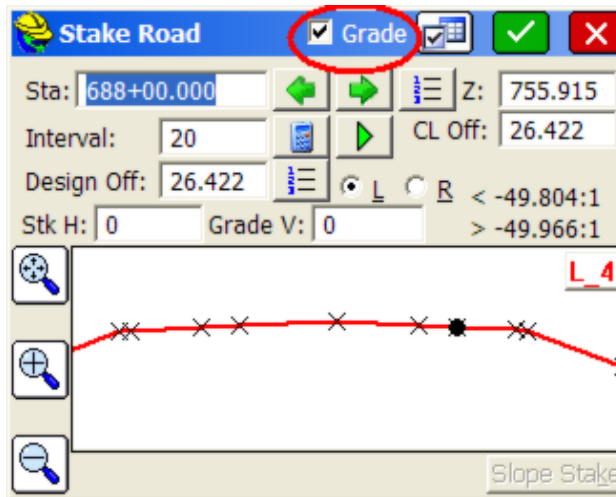 Stake Road Grade
Sta: 688+00.000 Z: 755.915
Interval: 20 CL Off: 26.422
Design Off: 26.422 L R < -49.804:1
Stk H: 0 Grade V: 0 > -49.966:1
L_4
Slope Stake